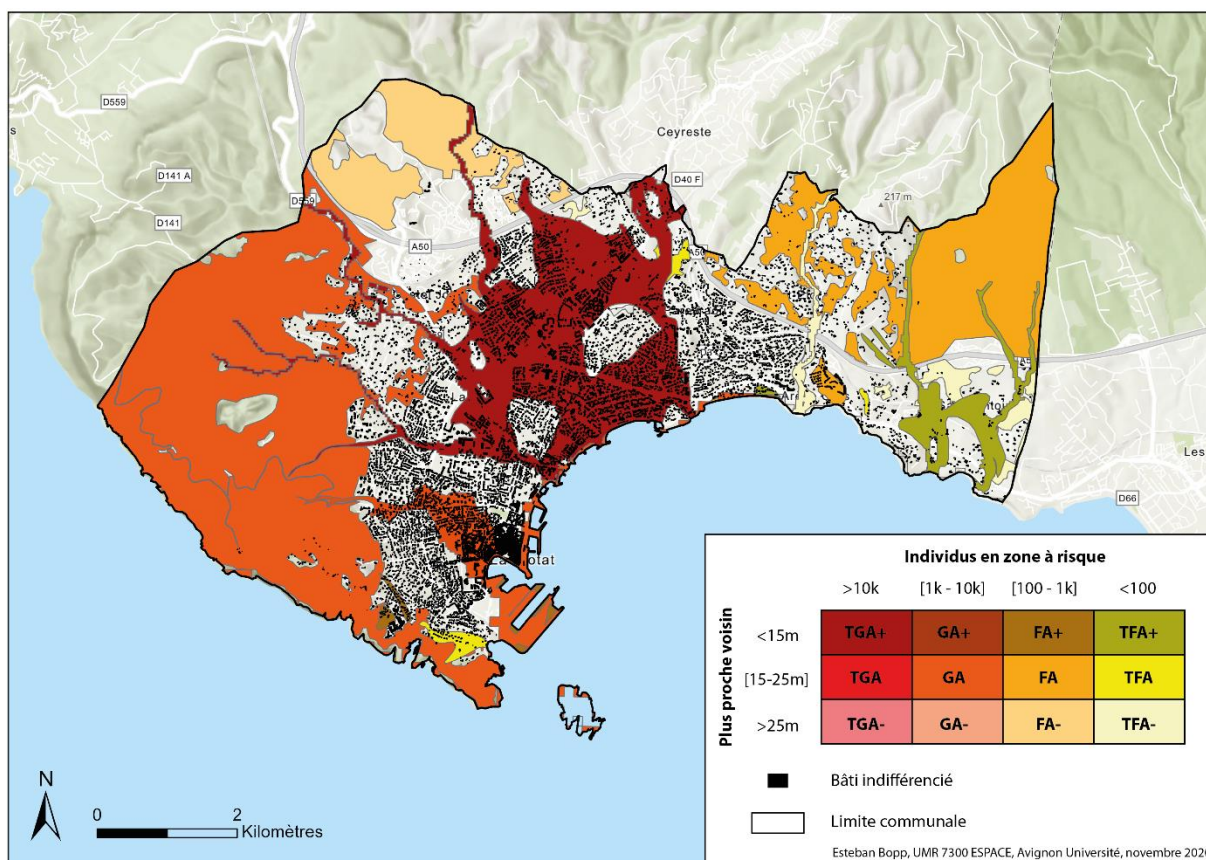 D559
D141 A
D141
D559
A50
Ceyreste
D40 F
217 m
s
Les
D66
N
0 2
Kilomètres
Individus en zone à risque
>10k [1k - 10k] [100 - 1k] <100
Plus proche voisin
<15m TGA+ GA+ FA+ TFA+
[15-25m] TGA GA FA TFA
>25m TGA- GA- FA- TFA-
Bâti indifférencié
Limite communale
Esteban Bopp, UMR 7300 ESPACE, Avignon Université, novembre 2020